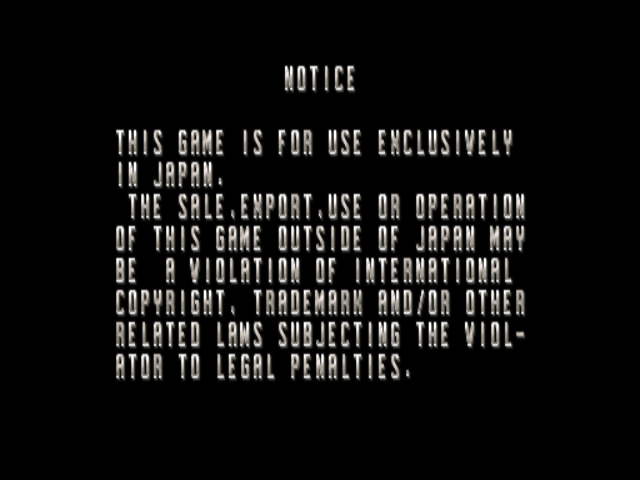 NOTICE
THIS GAME IS FOR USE EXCLUSIVELY
IN JAPAN.
THE SALE,EXPORT,USE OR OPERATION
OF THIS GAME OUTSIDE OF JAPAN MAY
BE A VIOLATION OF INTERNATIONAL
COPYRIGHT, TRADEMARK AND/OR OTHER
RELATED LAWS SUBJECTING THE VIOL-
ATOR TO LEGAL PENALTIES.